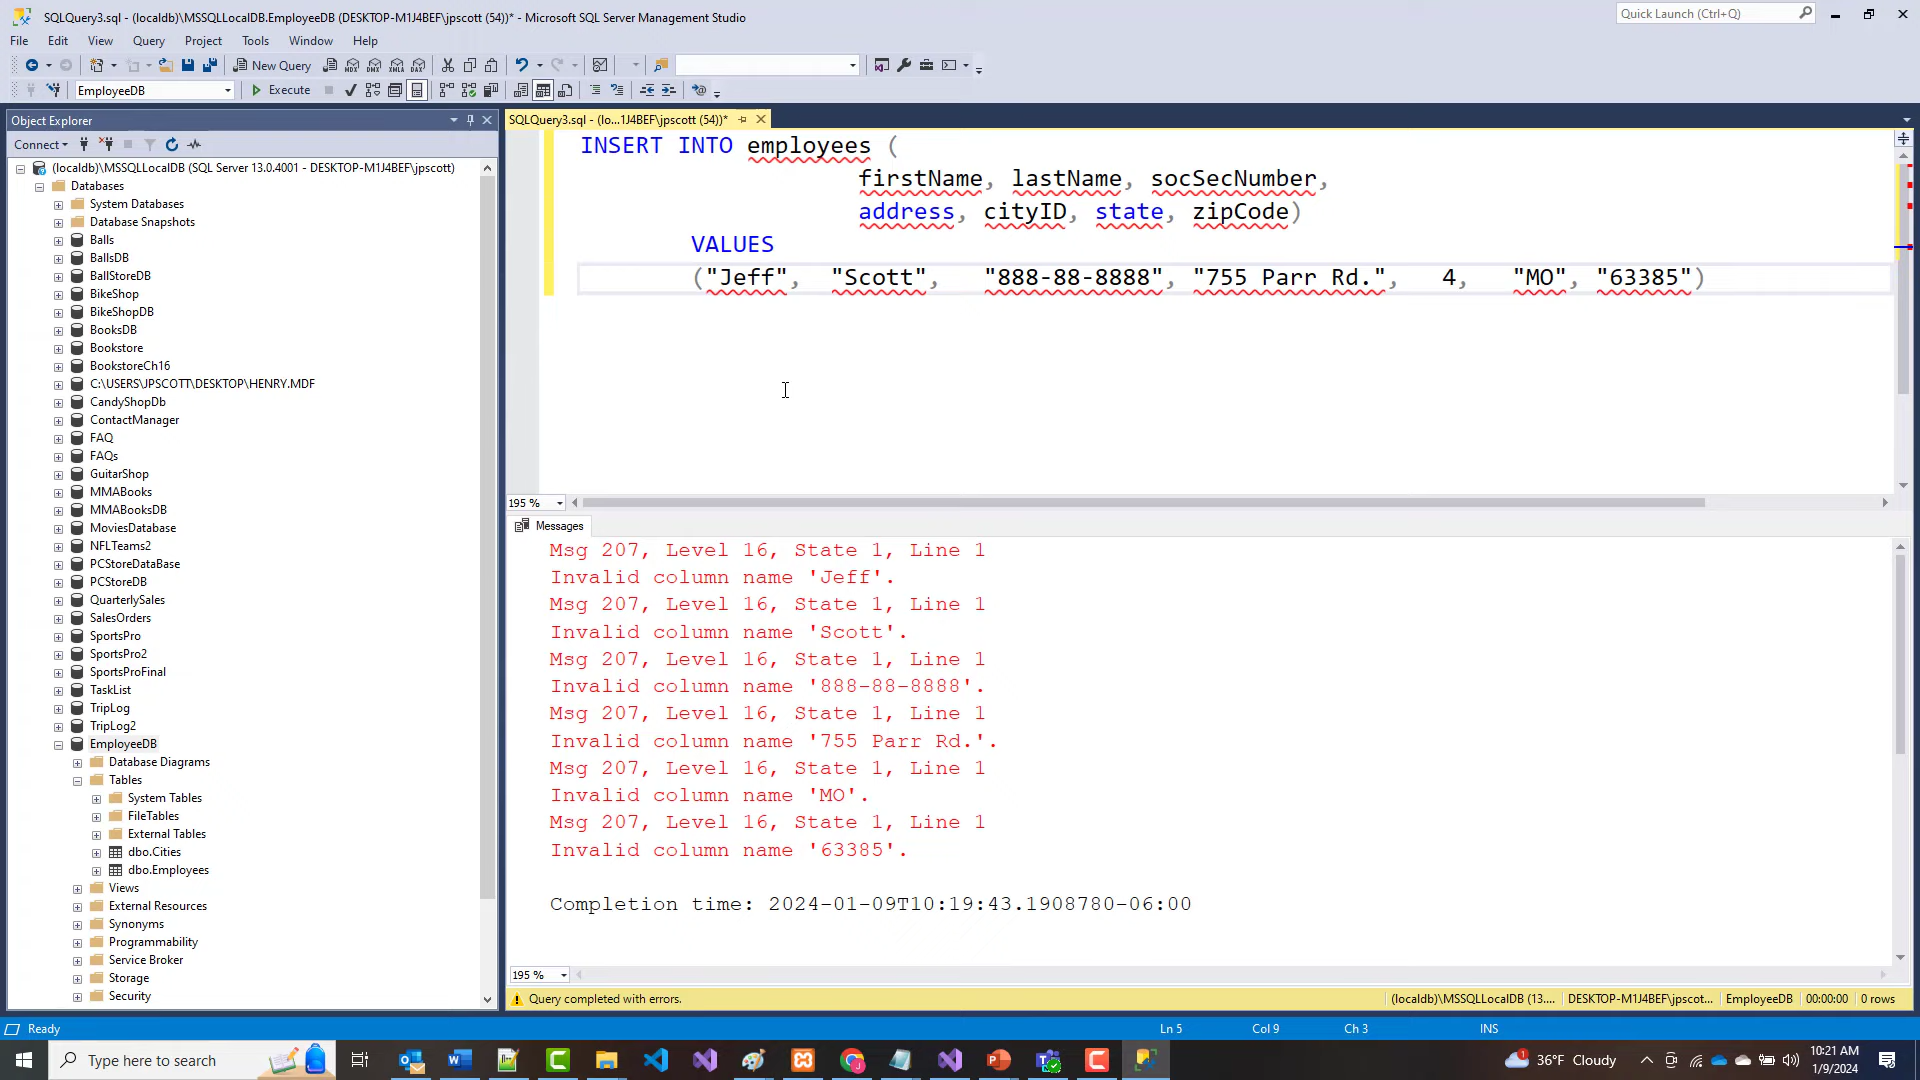 SQLQuery3.sql - (localdb)\MSSQLLocalDB.EmployeeDB (DESKTOP-M1J4BEF\jpscott (54))* - Microsoft SQL Server Management Studio
Quick Launch (Ctrl+Q)
File Edit View Query Project Tools Window Help
New Query
EmployeeDB
Execute
Object Explorer
Connect
(localdb)\MSSQLLocalDB (SQL Server 13.0.4001 - DESKTOP-M1J4BEF\jpscott)
Databases
System Databases
Database Snapshots
Balls
BallsDB
BallStoreDB
BikeShop
BikeShopDB
BooksDB
Bookstore
BookstoreCh16
C:\USERS\JPSCOTT\DESKTOP\HENRY.MDF
CandyShopDb
ContactManager
FAQ
FAQs
GuitarShop
MMABooks
MMABooksDB
MoviesDatabase
NFLTeams2
PCStoreDataBase
PCStoreDB
QuarterlySales
SalesOrders
SportsPro
SportsPro2
SportsProFinal
TaskList
TripLog
TripLog2
EmployeeDB
Database Diagrams
Tables
System Tables
FileTables
External Tables
dbo.Cities
dbo.Employees
Views
External Resources
Synonyms
Programmability
Service Broker
Storage
Security
SQLQuery3.sql - (lo...1J4BEF\jpscott (54))*
INSERT INTO employees (
firstName, lastName, socSecNumber,
address, cityID, state, zipCode)
VALUES
("Jeff", "Scott", "888-88-8888", "755 Parr Rd.", 4, "MO", "63385")
195 %
Messages
Msg 207, Level 16, State 1, Line 1
Invalid column name 'Jeff'.
Msg 207, Level 16, State 1, Line 1
Invalid column name 'Scott'.
Msg 207, Level 16, State 1, Line 1
Invalid column name '888-88-8888'.
Msg 207, Level 16, State 1, Line 1
Invalid column name '755 Parr Rd.'.
Msg 207, Level 16, State 1, Line 1
Invalid column name 'MO'.
Msg 207, Level 16, State 1, Line 1
Invalid column name '63385'.
Completion time: 2024-01-09T10:19:43.1908780-06:00
195 %
Query completed with errors. (localdb)\MSSQLLocalDB (13.... DESKTOP-M1J4BEF\jpscot... EmployeeDB 00:00:00 0 rows
Ready Ln 5 Col 9 Ch 3 INS
Type here to search
36°F Cloudy
10:21 AM
1/9/2024